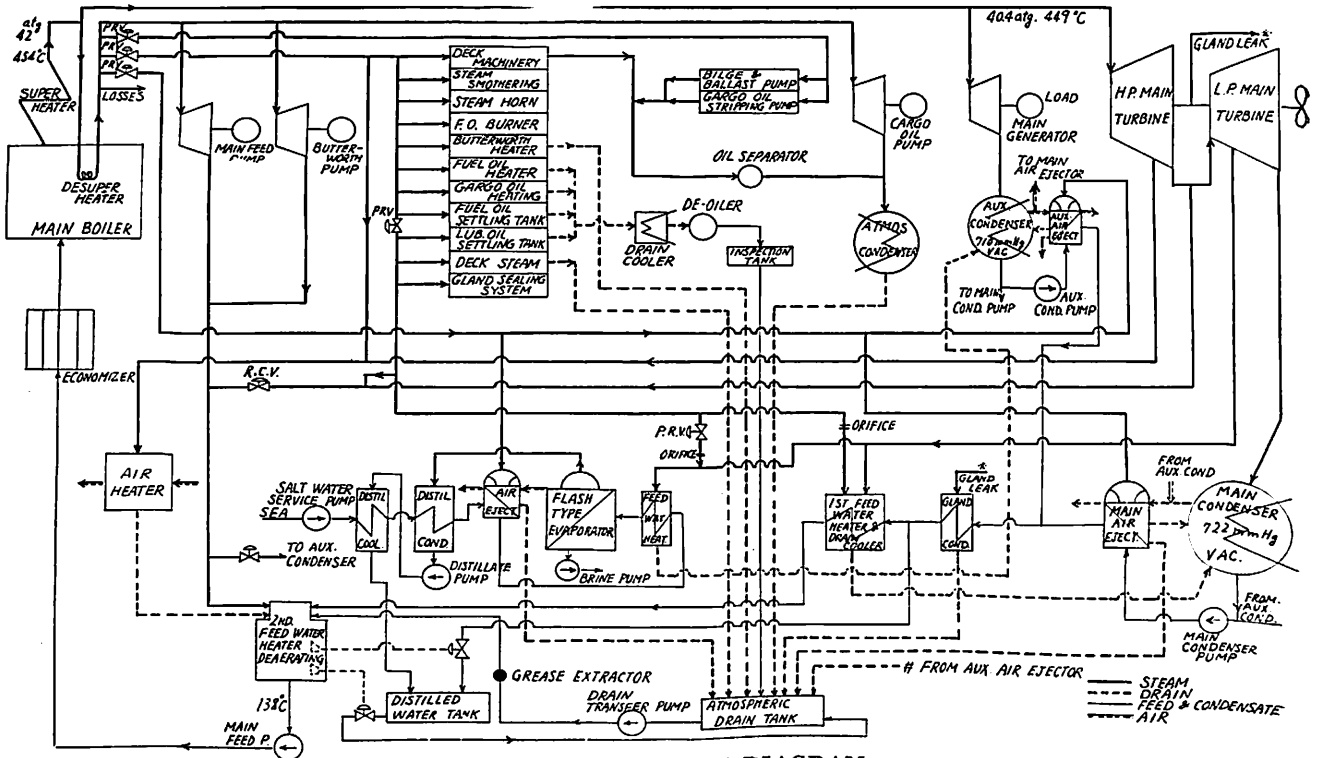 atg
42
454°C
SUPER
HEATER
PRV
PRV
PRV
LOSSES
DESUPER
HEATER
MAIN BOILER
MAIN FEED
PUMP
BUTTER-
WORTH
PUMP
PRV
DECK
MACHINERY
STEAM
SMOTHERING
STEAM HORN
F.O. BURNER
BUTTERWORTH
HEATER
FUEL OIL
HEATER
GARGO OIL
HEATING
FUEL OIL
SETTLING TANK
LUB. OIL
SETTLING TANK
DECK STEAM
GLAND SEALING
SYSTEM
BILGE &
BALLAST PUMP
GARGO OIL
STRIPPING PUMP
OIL SEPARATOR
DRAIN
COOLER
DE-OILER
INSPECTION
TANK
CARGO
OIL
PUMP
ATMOS
CONDENSER
40.4 atg. 449°C
LOAD
MAIN
GENERATOR
TO MAIN
AIR
EJECTOR
AUX
CONDENSER
716 mmHg
VAC
AUX.
AIR
EJECT
TO MAIN
COND. PUMP
AUX.
COND. PUMP
GLAND LEAK *
H.P. MAIN
TURBINE
L.P. MAIN
TURBINE
ECONOMIZER
R.C.V.
AIR
HEATER
SALT WATER
SERVICE PUMP
SEA
DISTIL
COOL.
DISTIL
COND.
AIR
EJECT.
FLASH
TYPE
EVAPORATOR
FEED
WAT
HEAT.
P.R.V.
ORIFICE
ORIFICE
1ST FEED
WATER
HEATER &
DRAIN
COOLER
*
GLAND
LEAK
GLAND
COND.
MAIN
AIR
EJECT.
FROM
AUX COND
MAIN
CONDENSER
722 mmHg
VAC.
TO AUX.
CONDENSER
DISTILLATE
PUMP
BRINE PUMP
FROM.
AUX
COND.
MAIN
CONDENSER
PUMP
2ND.
FEED WATER
HEATER
DEAERATING
138°C
MAIN
FEED P.
DISTILLED
WATER TANK
GREASE EXTRACTOR
DRAIN
TRANSFER PUMP
ATMOSPHERIC
DRAIN TANK
# FROM AUX. AIR EJECTOR
STEAM
DRAIN
FEED & CONDENSATE
AIR
DIAGRAM